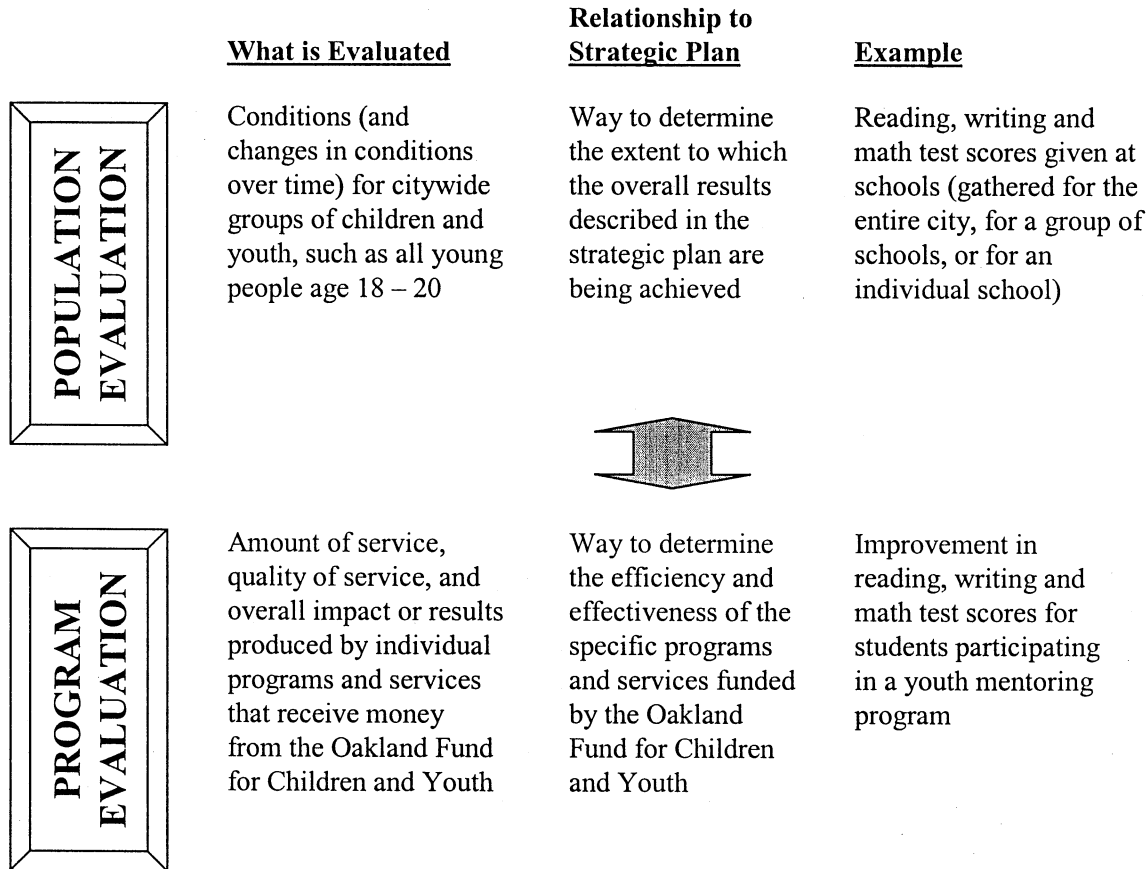 What is Evaluated
Relationship to
Strategic Plan
Example
POPULATION
EVALUATION
Conditions (and
changes in conditions
over time) for citywide
groups of children and
youth, such as all young
people age 18 – 20
Way to determine
the extent to which
the overall results
described in the
strategic plan are
being achieved
Reading, writing and
math test scores given at
schools (gathered for the
entire city, for a group of
schools, or for an
individual school)
PROGRAM
EVALUATION
Amount of service,
quality of service, and
overall impact or results
produced by individual
programs and services
that receive money
from the Oakland Fund
for Children and Youth
Way to determine
the efficiency and
effectiveness of the
specific programs
and services funded
by the Oakland
Fund for Children
and Youth
Improvement in
reading, writing and
math test scores for
students participating
in a youth mentoring
program